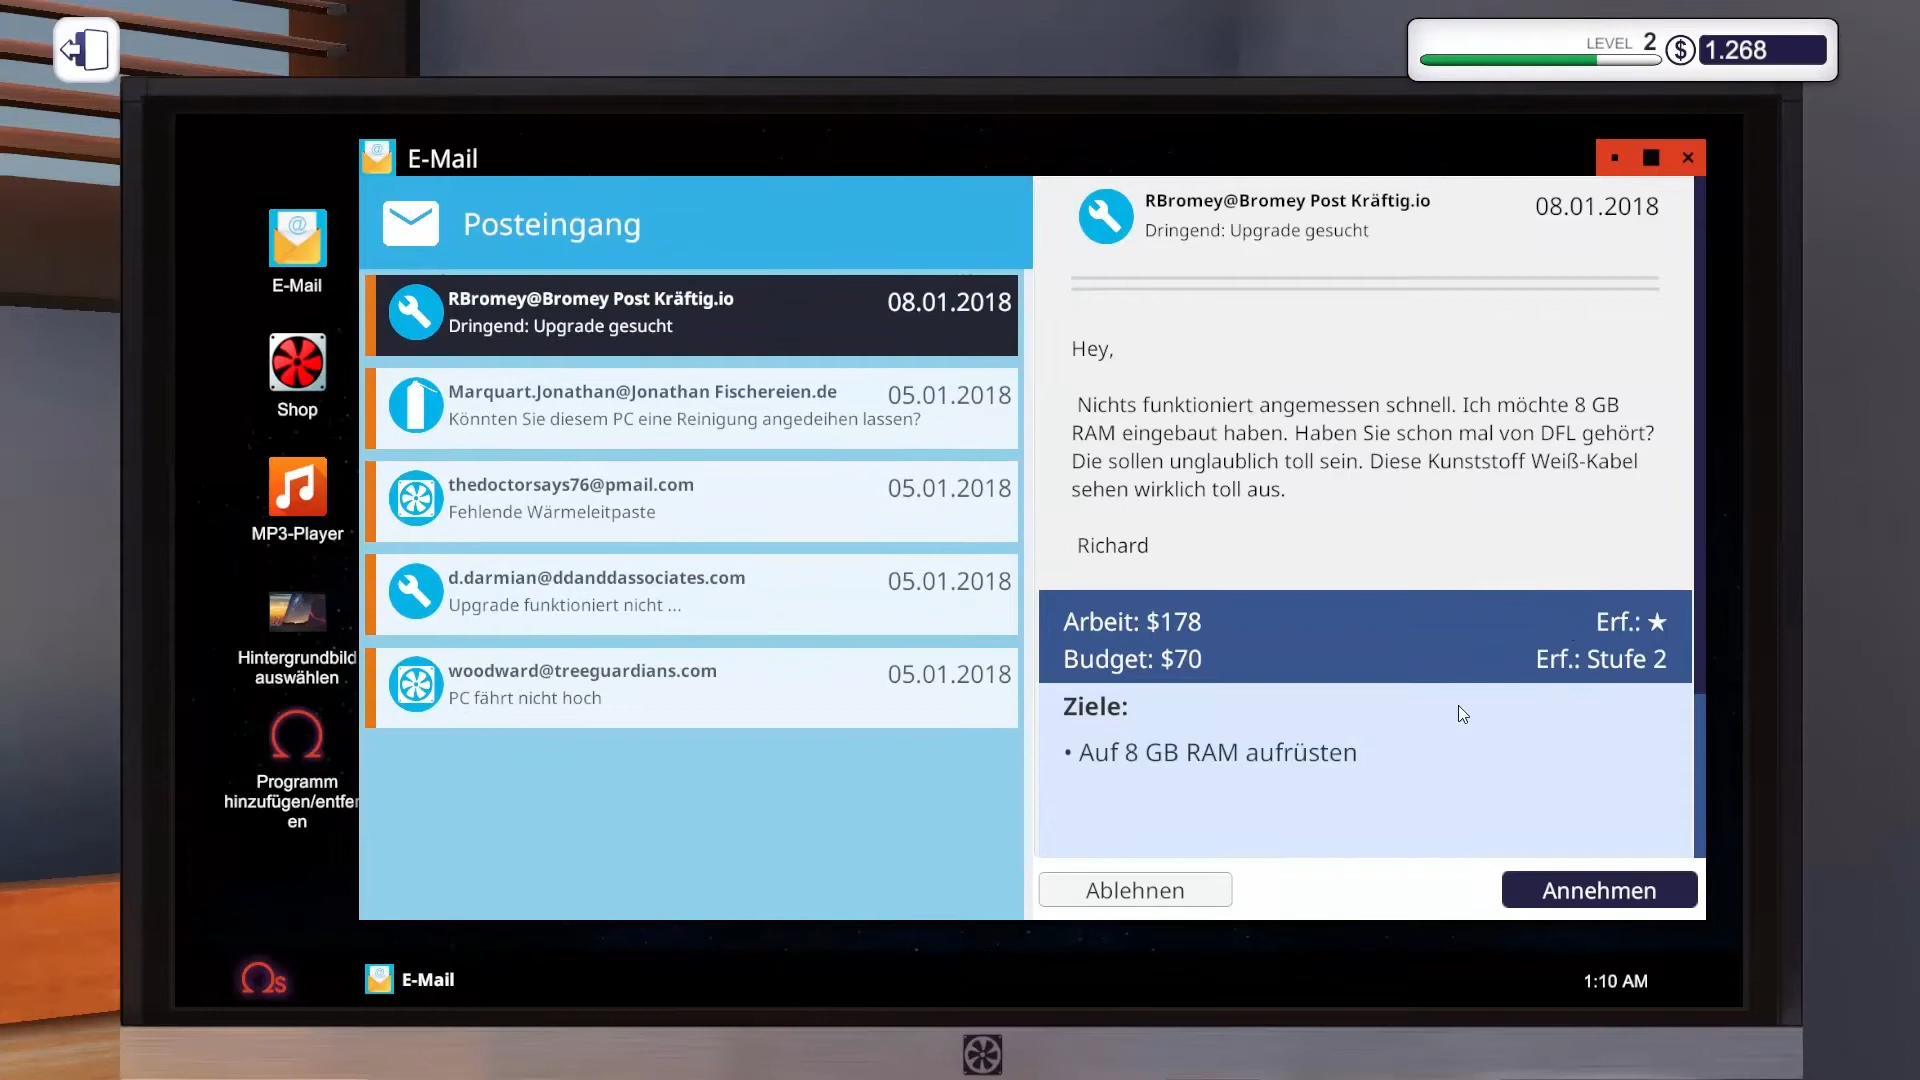 LEVEL 2
$ 1.268
E-Mail
Posteingang
RBromey@Bromey Post Kräftig.io
08.01.2018
Dringend: Upgrade gesucht
Marquart.Jonathan@Jonathan Fischereien.de
05.01.2018
Könnten Sie diesem PC eine Reinigung angedeihen lassen?
thedoctorsays76@pmail.com
05.01.2018
Fehlende Wärmeleitpaste
d.darmian@ddanddassociates.com
05.01.2018
Upgrade funktioniert nicht ...
woodward@treeguardians.com
05.01.2018
PC fährt nicht hoch
RBromey@Bromey Post Kräftig.io
08.01.2018
Dringend: Upgrade gesucht
Hey,
Nichts funktioniert angemessen schnell. Ich möchte 8 GB
RAM eingebaut haben. Haben Sie schon mal von DFL gehört?
Die sollen unglaublich toll sein. Diese Kunststoff Weiß-Kabel
sehen wirklich toll aus.
Richard
Arbeit: $178
Erf.: ★
Budget: $70
Erf.: Stufe 2
Ziele:
• Auf 8 GB RAM aufrüsten
Ablehnen
Annehmen
E-Mail
Shop
MP3-Player
Hintergrundbild
auswählen
Programm
hinzufügen/entfer
en
Ωs
E-Mail
1:10 AM